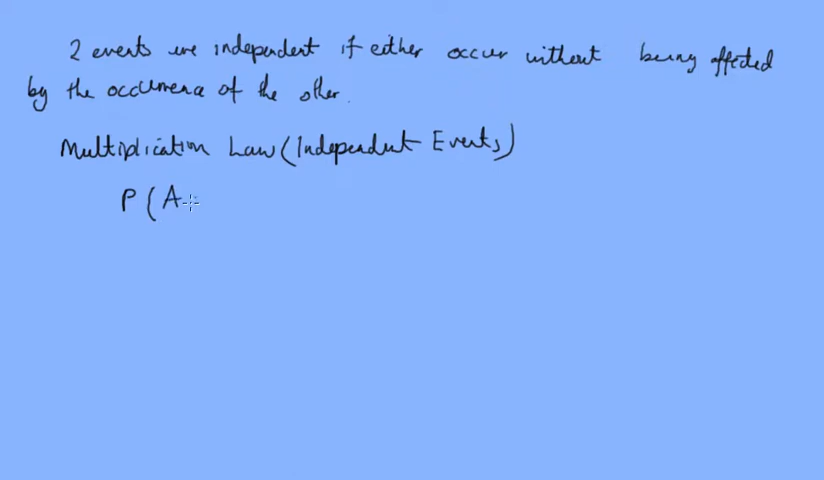 2 events are independent if either occur without being affected
by the occurrence of the other.
Multiplication Law (Independent Events)
P(A